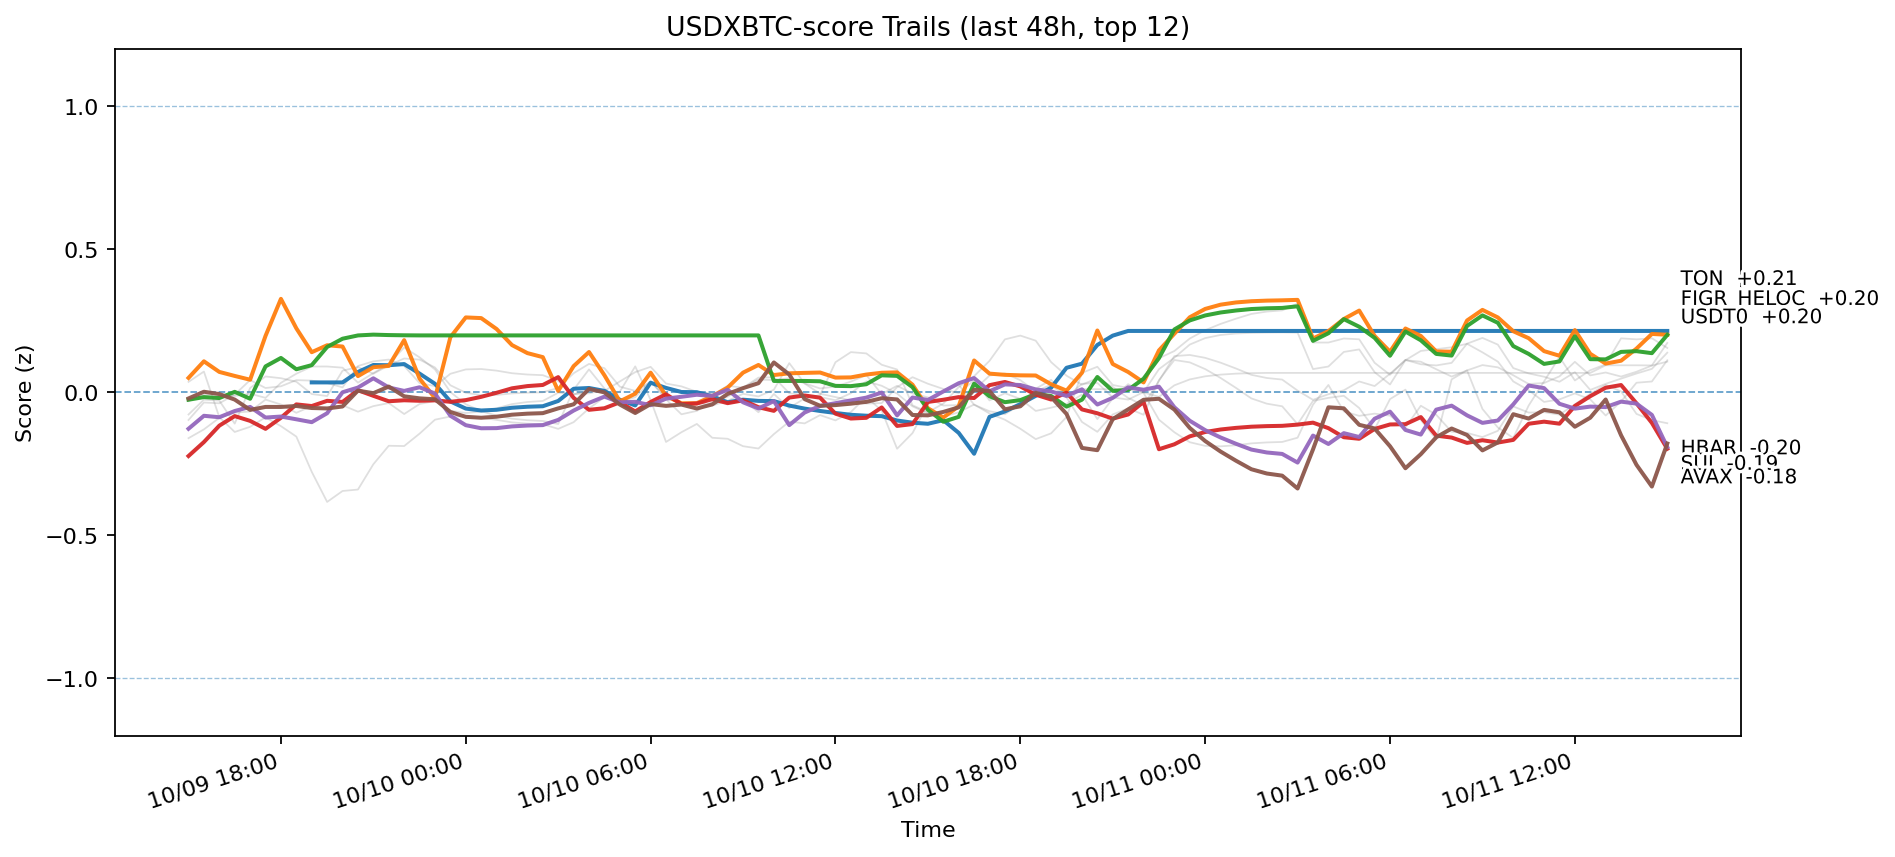 USDXBTC-score Trails (last 48h, top 12)
Score (z)
1.0
0.5
0.0
−0.5
−1.0
TON +0.21
FIGR_HELOC +0.20
USDT0 +0.20
HBAR -0.20
SUI -0.19
AVAX -0.18
10/09 18:00
10/10 00:00
10/10 06:00
10/10 12:00
10/10 18:00
10/11 00:00
10/11 06:00
10/11 12:00
Time